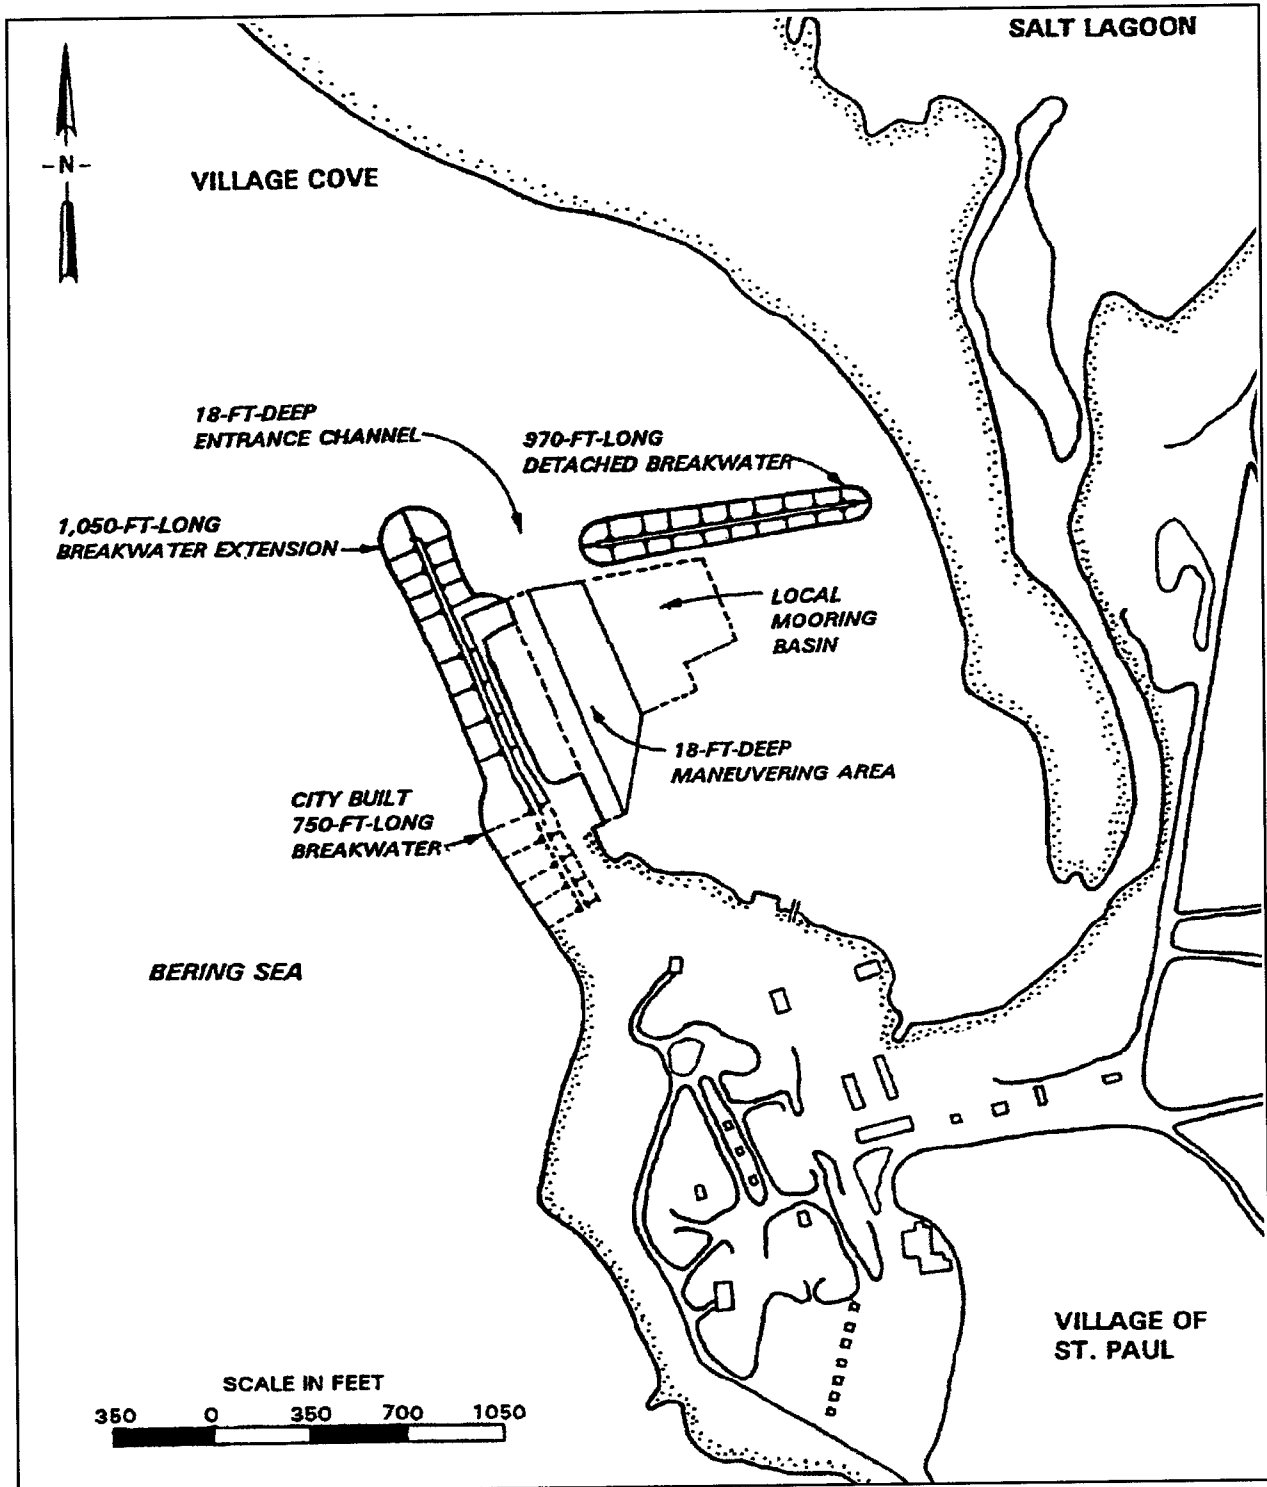 SALT LAGOON
-N-
VILLAGE COVE
18-FT-DEEP
ENTRANCE CHANNEL
970-FT-LONG
DETACHED BREAKWATER
1,050-FT-LONG
BREAKWATER EXTENSION
LOCAL
MOORING
BASIN
18-FT-DEEP
MANEUVERING AREA
CITY BUILT
750-FT-LONG
BREAKWATER
BERING SEA
VILLAGE OF
ST. PAUL
SCALE IN FEET
350 0 350 700 1050